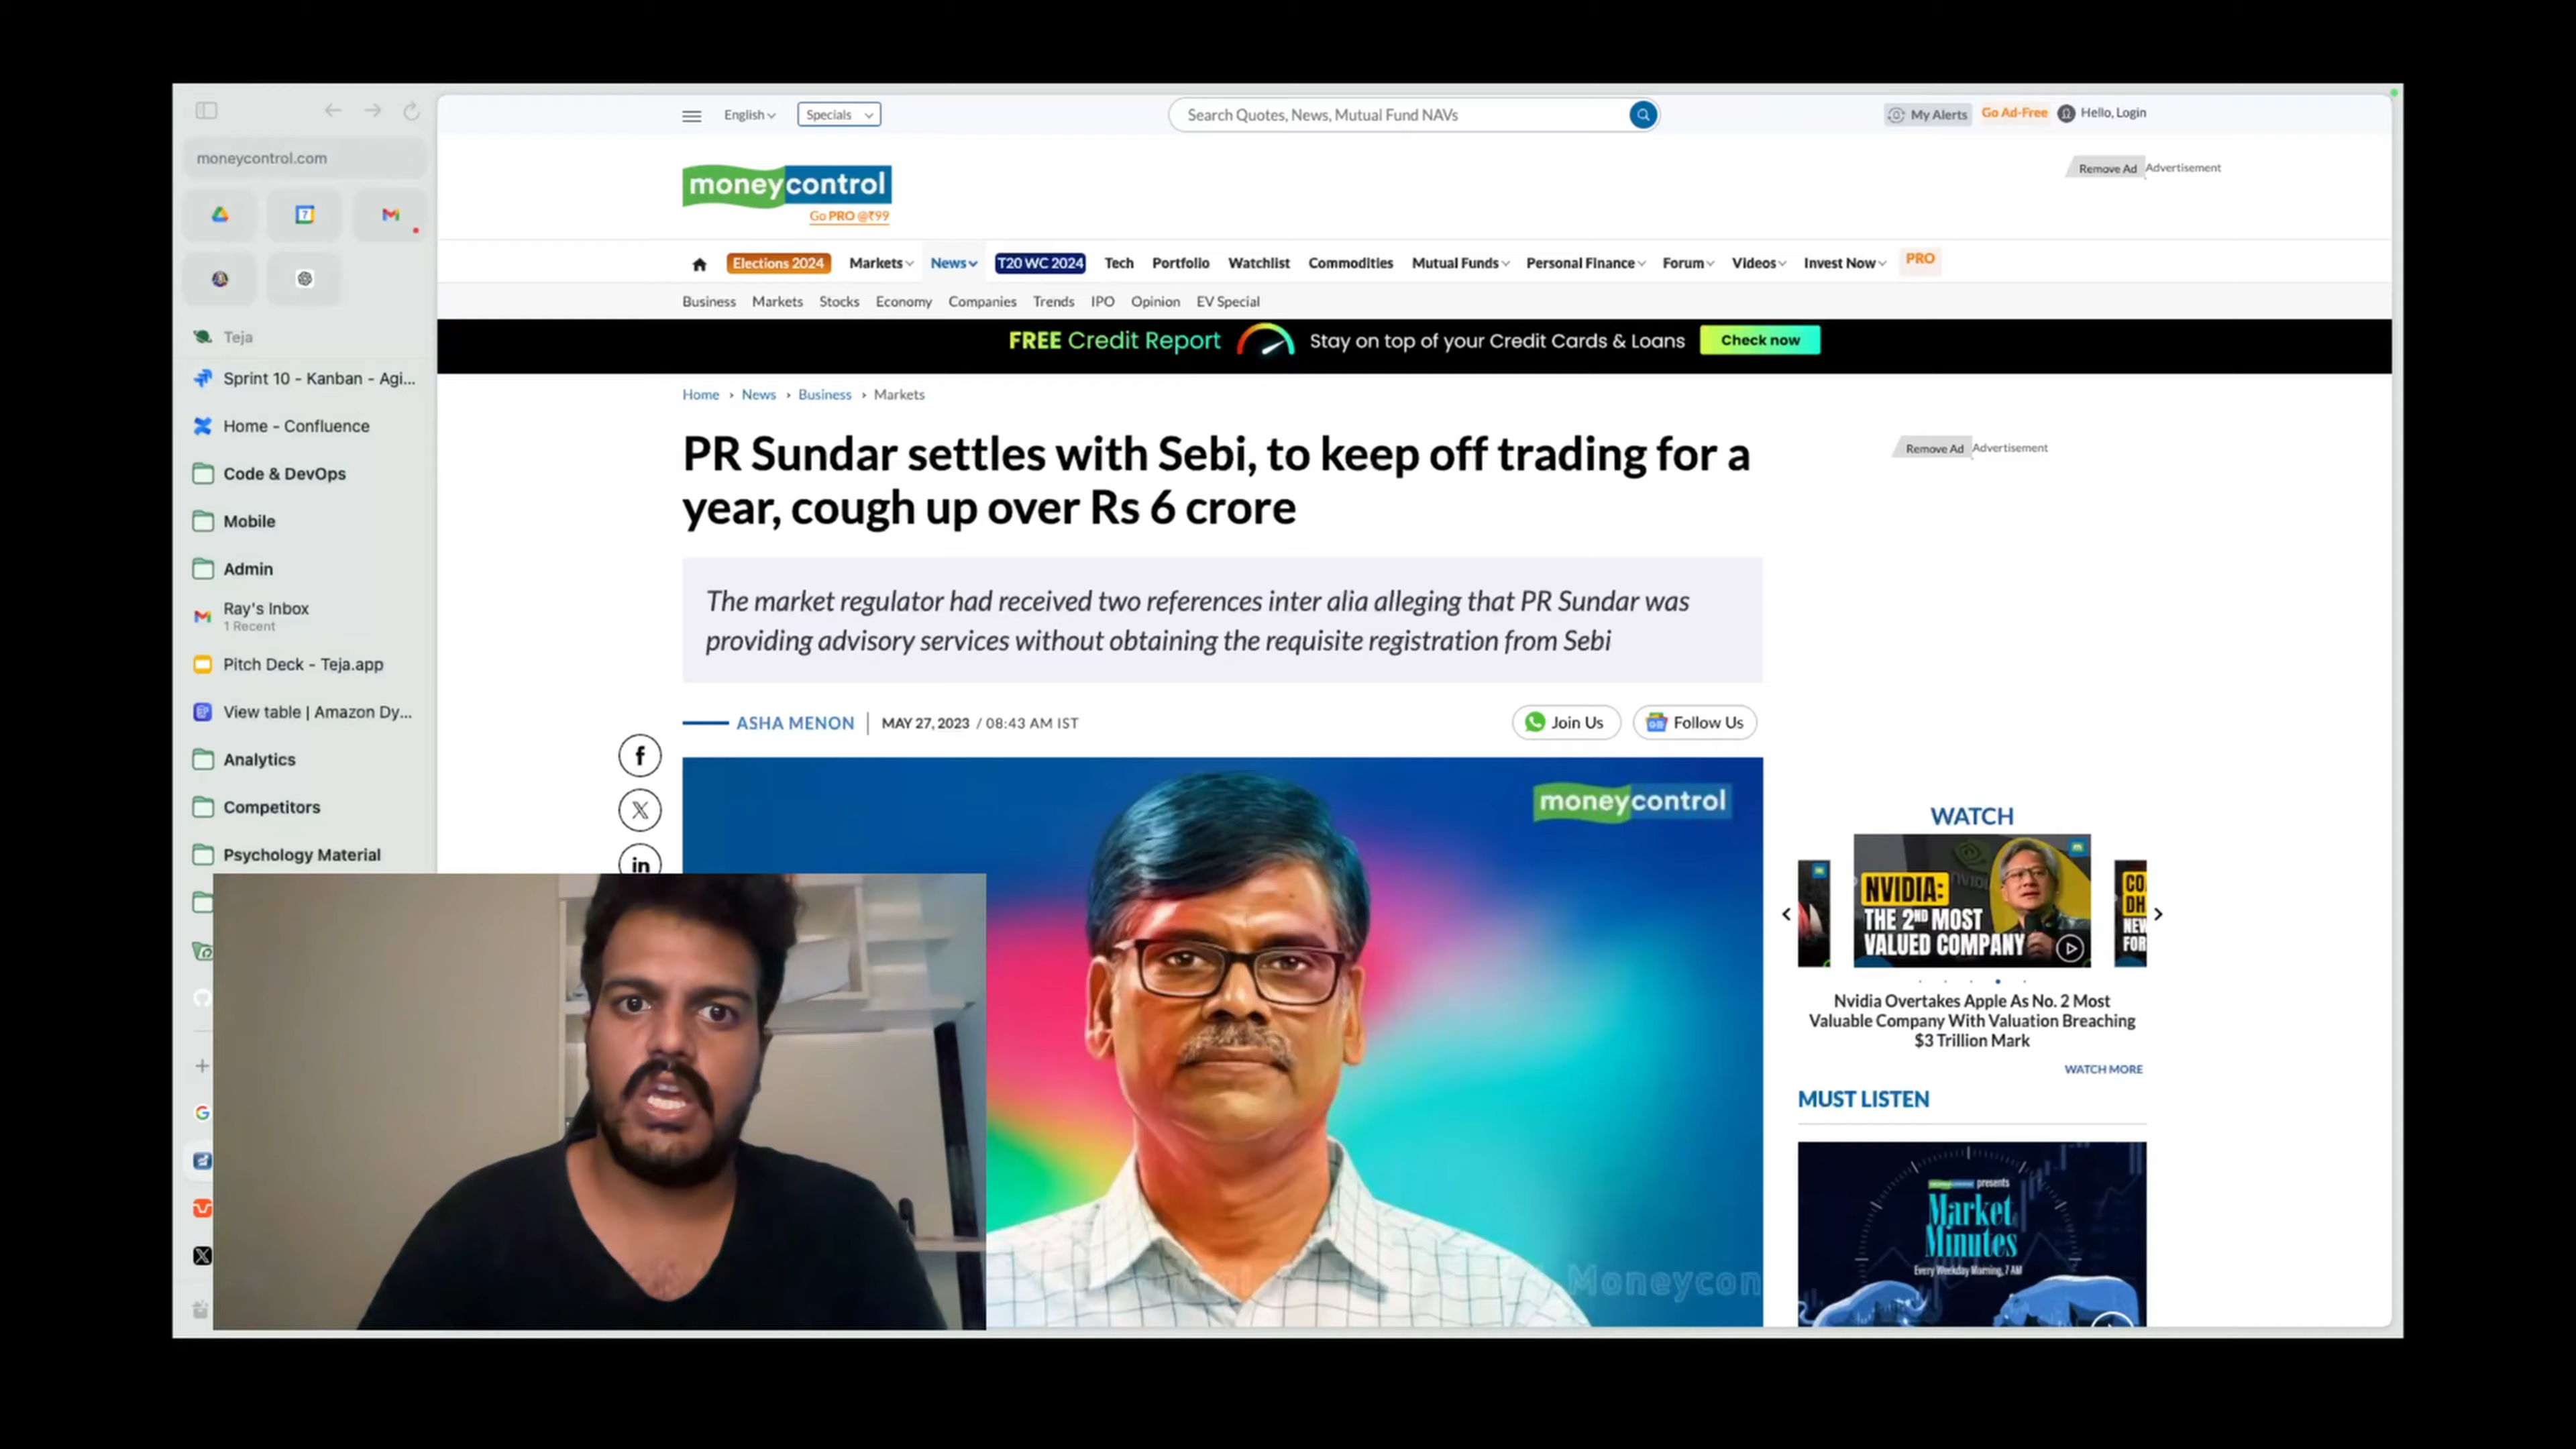 English
Specials
Search Quotes, News, Mutual Fund NAVs
My Alerts
Go Ad-Free
Hello, Login
moneycontrol.com
moneycontrol
Go PRO @₹99
Remove Ad
Advertisement
7
Elections 2024
Markets
News
T20 WC 2024
Tech
Portfolio
Watchlist
Commodities
Mutual Funds
Personal Finance
Forum
Videos
Invest Now
PRO
Business
Markets
Stocks
Economy
Companies
Trends
IPO
Opinion
EV Special
Teja
FREE Credit Report
Stay on top of your Credit Cards & Loans
Check now
Sprint 10 - Kanban - Agi...
Home - Confluence
Code & DevOps
Mobile
Admin
Ray's Inbox
1 Recent
Pitch Deck - Teja.app
View table | Amazon Dy...
Analytics
Competitors
Psychology Material
Home › News › Business › Markets
PR Sundar settles with Sebi, to keep off trading for a
year, cough up over Rs 6 crore
Remove Ad
Advertisement
The market regulator had received two references inter alia alleging that PR Sundar was
providing advisory services without obtaining the requisite registration from Sebi
ASHA MENON
MAY 27, 2023 / 08:43 AM IST
Join Us
Follow Us
moneycontrol
Moneycon
WATCH
NVIDIA:
THE 2ND MOST
VALUED COMPANY
CO
DH
NEW
FOR
Nvidia Overtakes Apple As No. 2 Most
Valuable Company With Valuation Breaching
$3 Trillion Mark
WATCH MORE
MUST LISTEN
moneycontrol presents
Market
Minutes
Every Weekday Morning, 7 AM